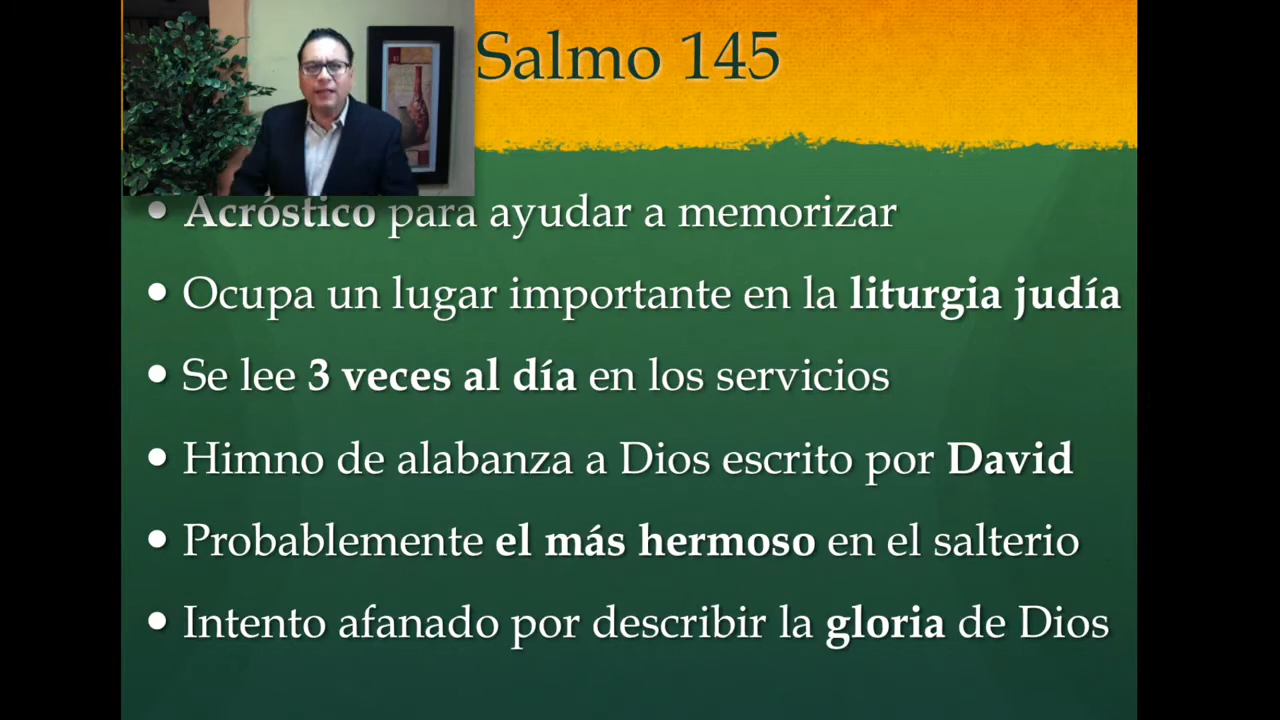 Salmo 145
• Acróstico para ayudar a memorizar
• Ocupa un lugar importante en la liturgia judía
• Se lee 3 veces al día en los servicios
• Himno de alabanza a Dios escrito por David
• Probablemente el más hermoso en el salterio
• Intento afanado por describir la gloria de Dios